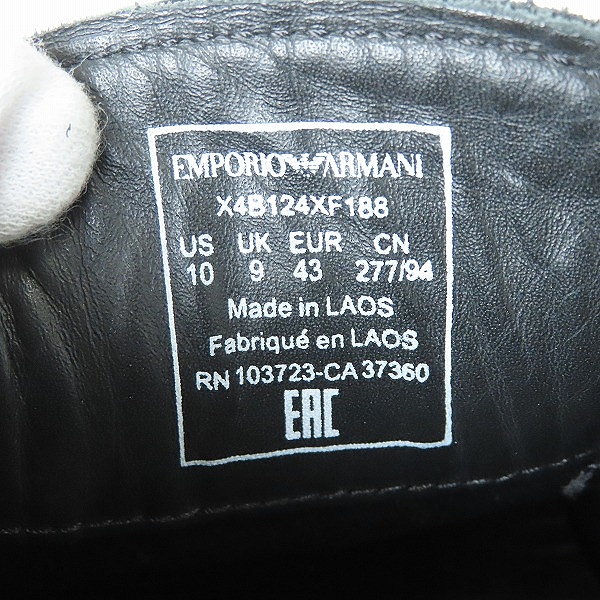 EMPORIO ARMANI
X4B124XF188
US UK EUR CN
10 9 43 277/94
Made in LAOS
Fabriqué en LAOS
RN 103723-CA 37360
EAC